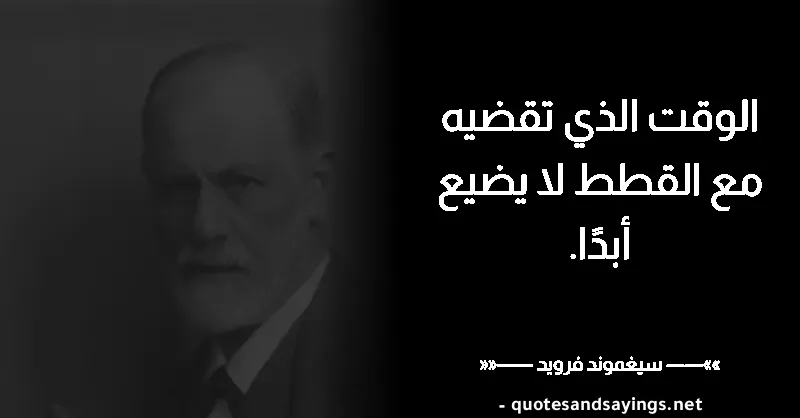 الوقت الذي تقضيه
مع القطط لا يضيع
أبدًا.
»»—— سيغموند فرويد ——««
- quotesandsayings.net